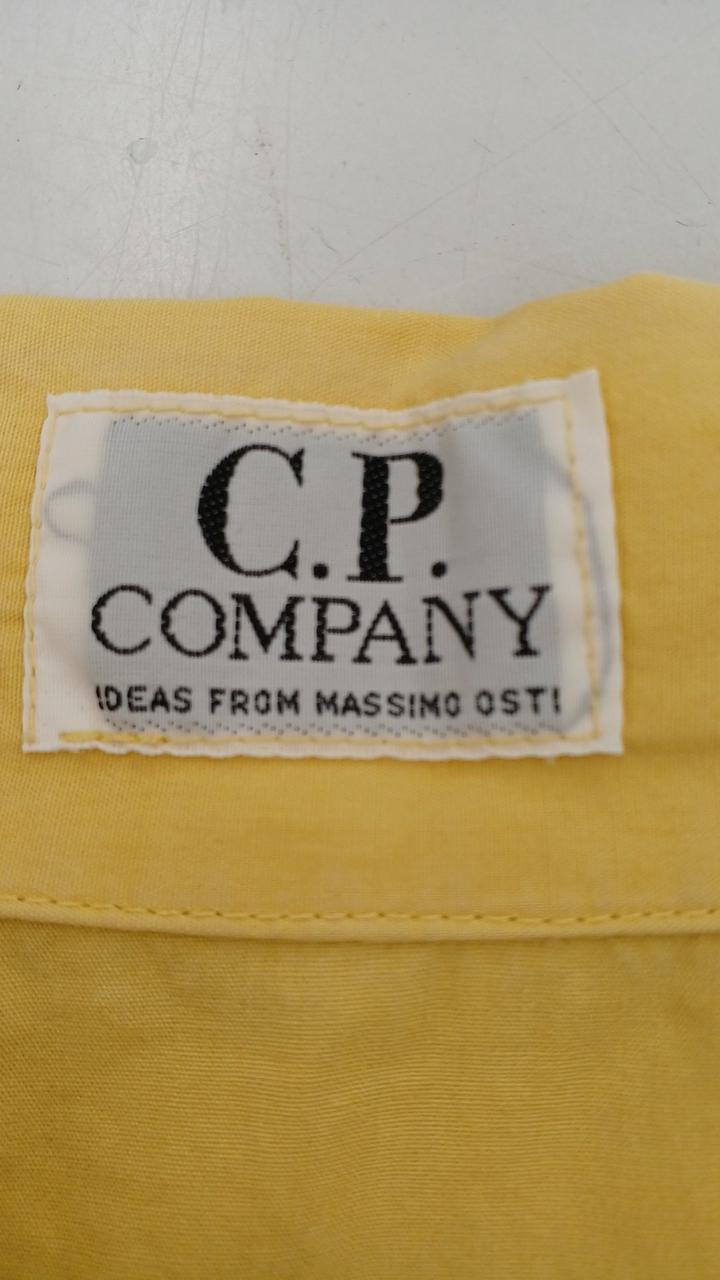 C.P.
COMPANY
IDEAS FROM MASSIMO OSTI